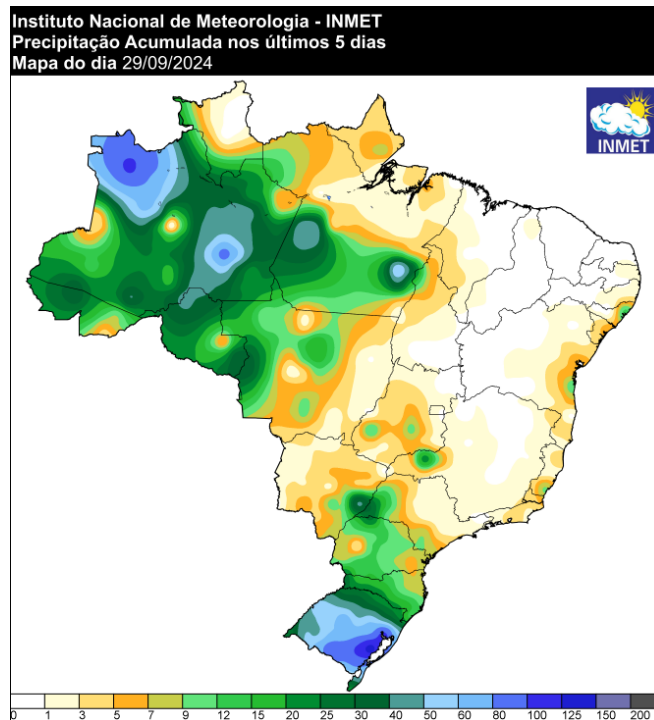 Instituto Nacional de Meteorologia - INMET
Precipitação Acumulada nos últimos 5 dias
Mapa do dia 29/09/2024
INMET
0 1 3 5 7 9 12 15 20 25 30 40 50 60 80 100 125 150 200